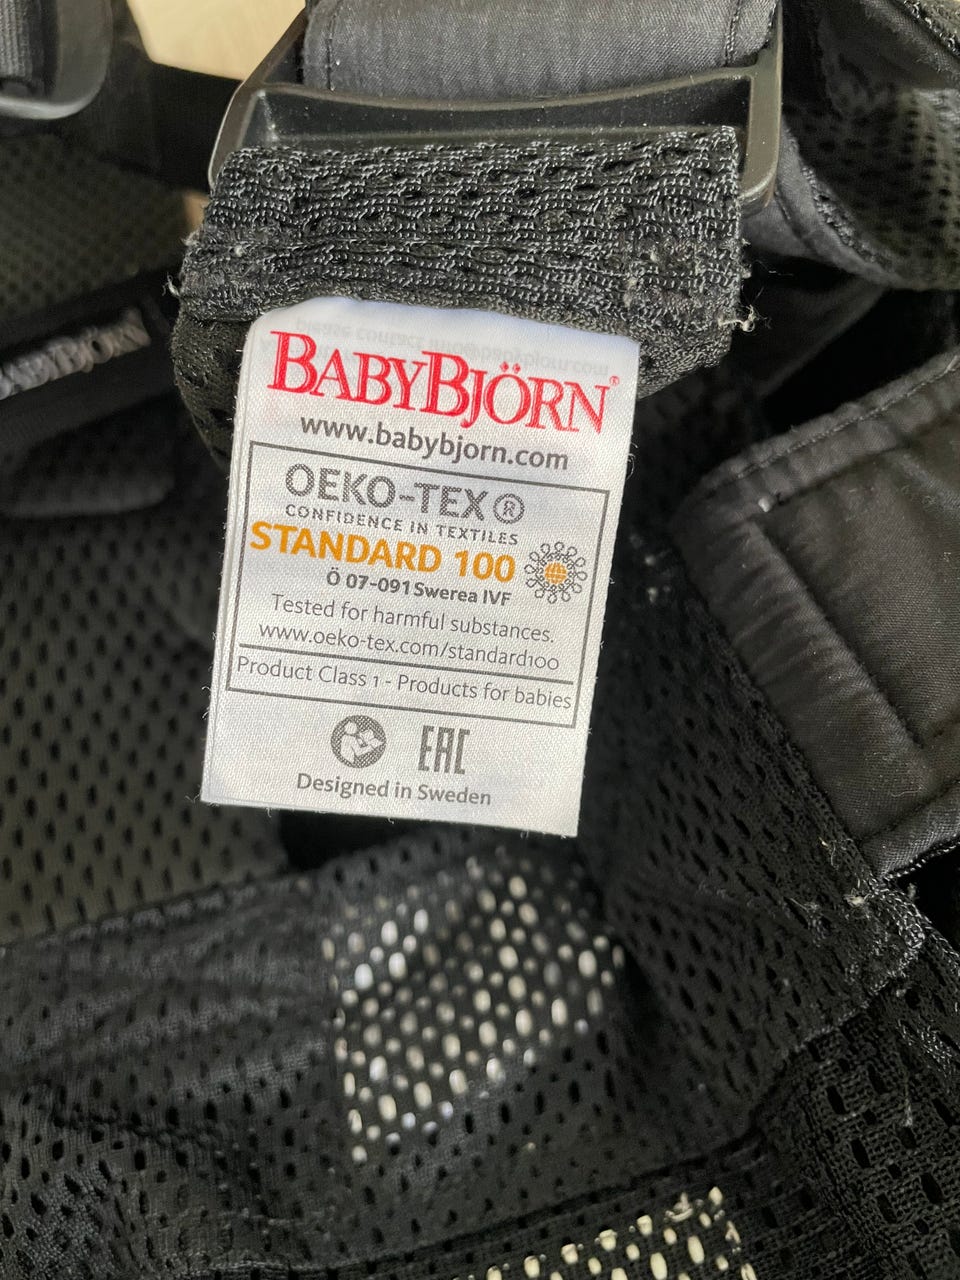 BABYBJÖRN®
www.babybjorn.com
OEKO-TEX®
CONFIDENCE IN TEXTILES
STANDARD 100
Ö 07-091 Swerea IVF
Tested for harmful substances.
www.oeko-tex.com/standard100
Product Class 1 - Products for babies
EAC
Designed in Sweden
BABYBJÖRN